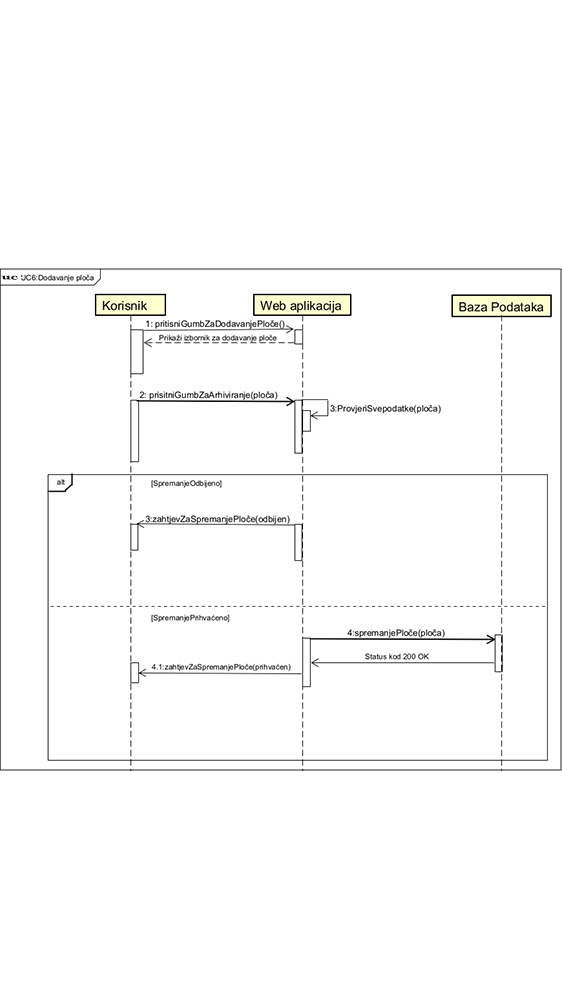 uc UC6:Dodavanje ploča
Korisnik
Web aplikacija
Baza Podataka
1: pritisniGumbZaDodavanjePloče()
Prikaži izbornik za dodavanje ploče
2: prisitniGumbZaArhiviranje(ploča)
3:ProvjeriSvepodatke(ploča)
alt
[SpremanjeOdbijeno]
3:zahtjevZaSpremanjePloče(odbijen)
[SpremanjePrihvaćeno]
4:spremanjePloče(ploča)
Status kod 200 OK
4.1:zahtjevZaSpremanjePloče(prihvaćen)